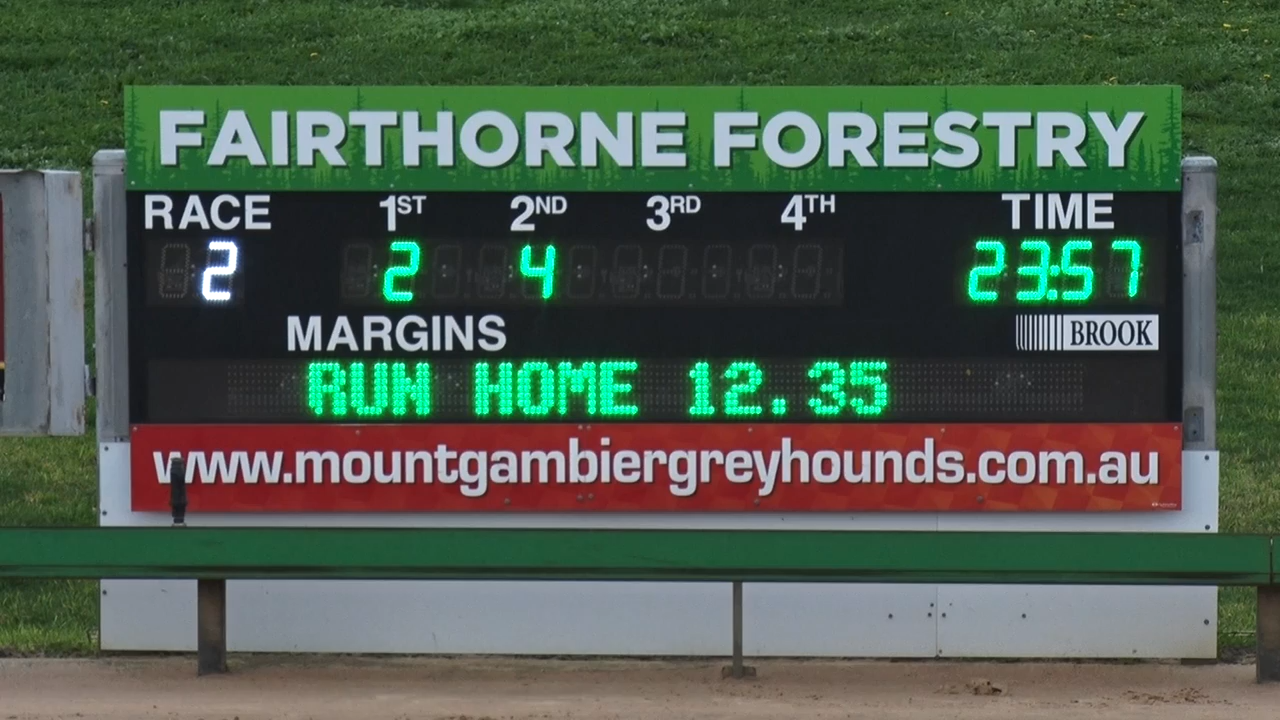 FAIRTHORNE FORESTRY
RACE 1ST 2ND 3RD 4TH TIME
2 2 4 23:57
MARGINS BROOK
RUN HOME 12.35
www.mountgambiergreyhounds.com.au